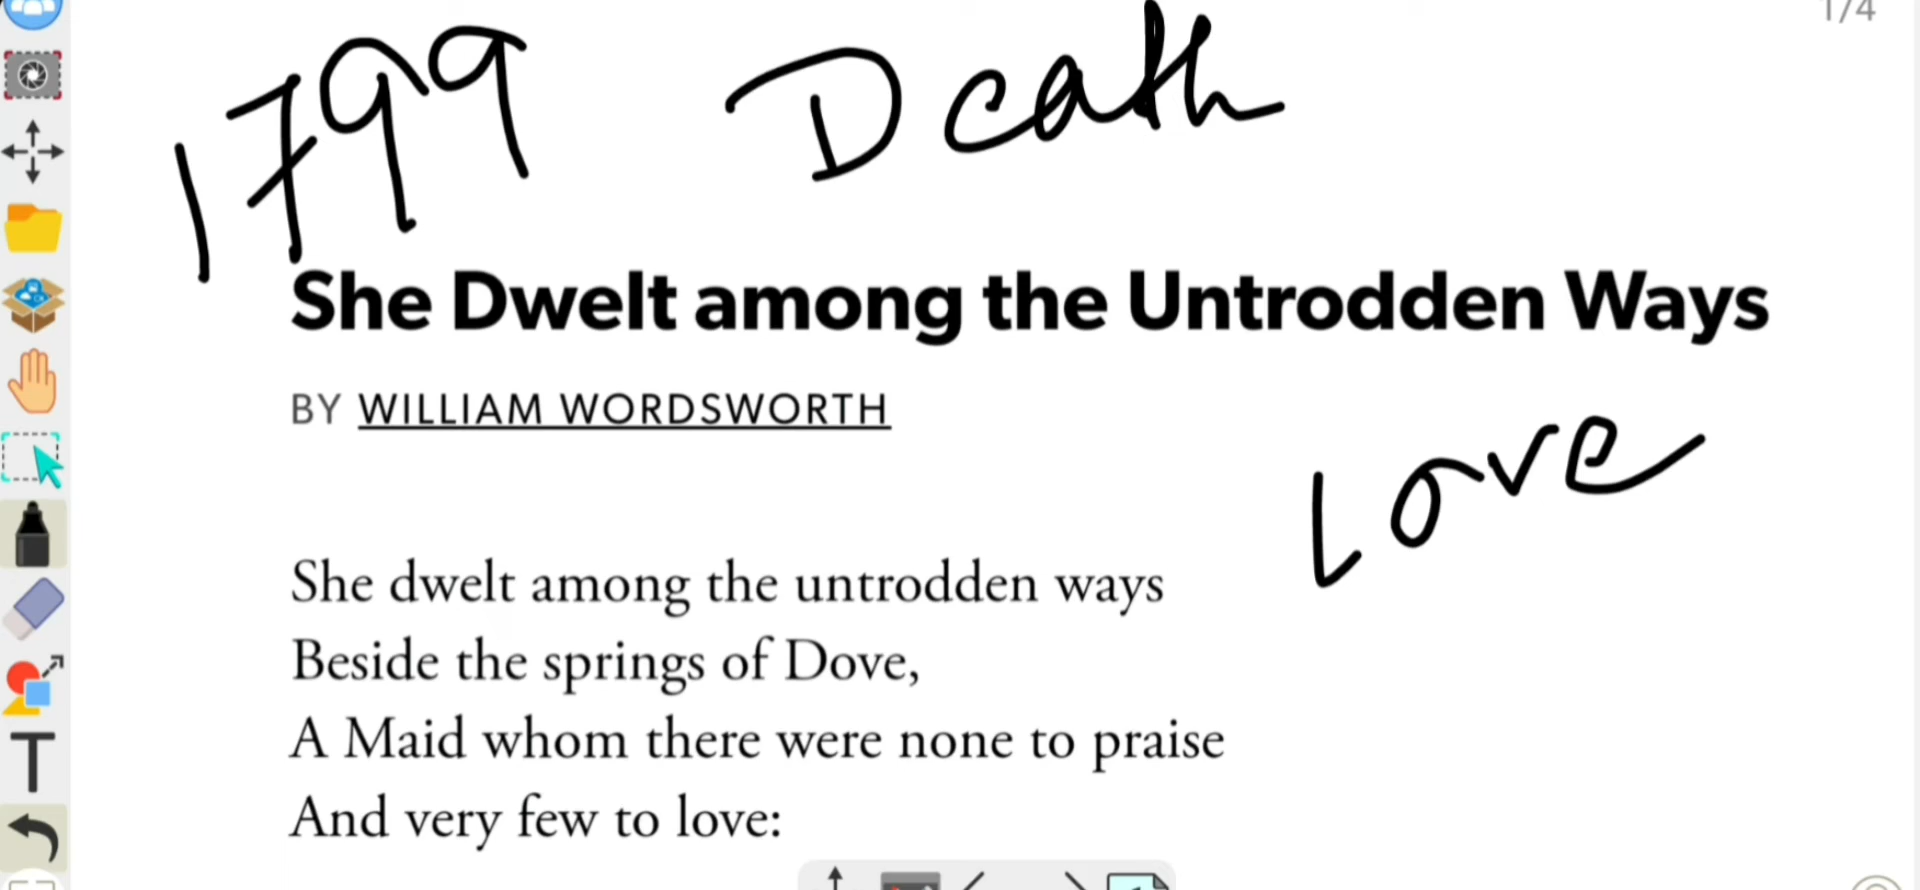 1/4
1799 Death
She Dwelt among the Untrodden Ways
BY WILLIAM WORDSWORTH
Love
She dwelt among the untrodden ways
Beside the springs of Dove,
A Maid whom there were none to praise
And very few to love: